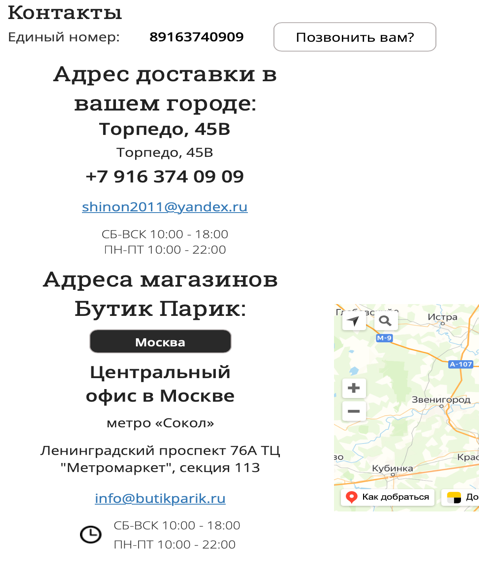 Контакты
Единый номер: 89163740909 Позвонить вам?
Адрес доставки в
вашем городе:
Торпедо, 45В
Торпедо, 45В
+7 916 374 09 09
shinon2011@yandex.ru
СБ-ВСК 10:00 - 18:00
ПН-ПТ 10:00 - 22:00
Адреса магазинов
Бутик Парик:
Москва
Центральный
офис в Москве
метро «Сокол»
Ленинградский проспект 76А ТЦ
"Метромаркет", секция 113
info@butikparik.ru
СБ-ВСК 10:00 - 18:00
ПН-ПТ 10:00 - 22:00
Истра
М-9
А-107
Звенигород
во
Крас
Кубинка
Как добраться
До